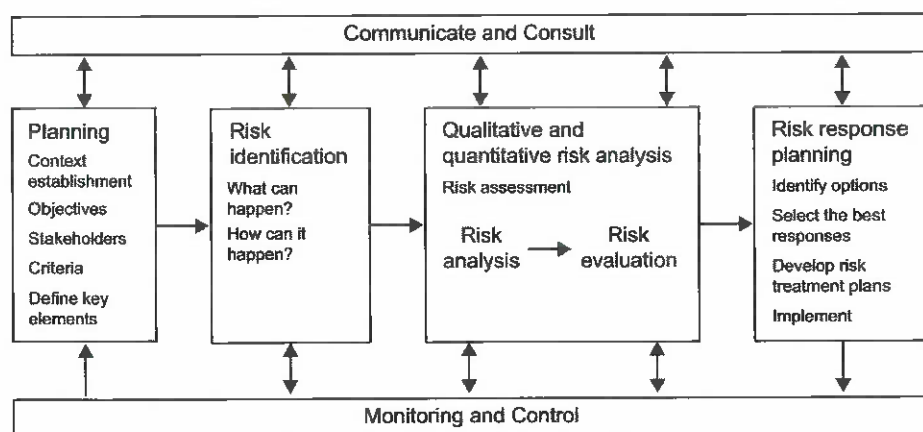 Communicate and Consult
Planning
Context
establishment
Objectives
Stakeholders
Criteria
Define key
elements
Risk
identification
What can
happen?
How can it
happen?
Qualitative and
quantitative risk analysis
Risk assessment
Risk
analysis
Risk
evaluation
Risk response
planning
Identify options
Select the best
responses
Develop risk
treatment plans
Implement
Monitoring and Control